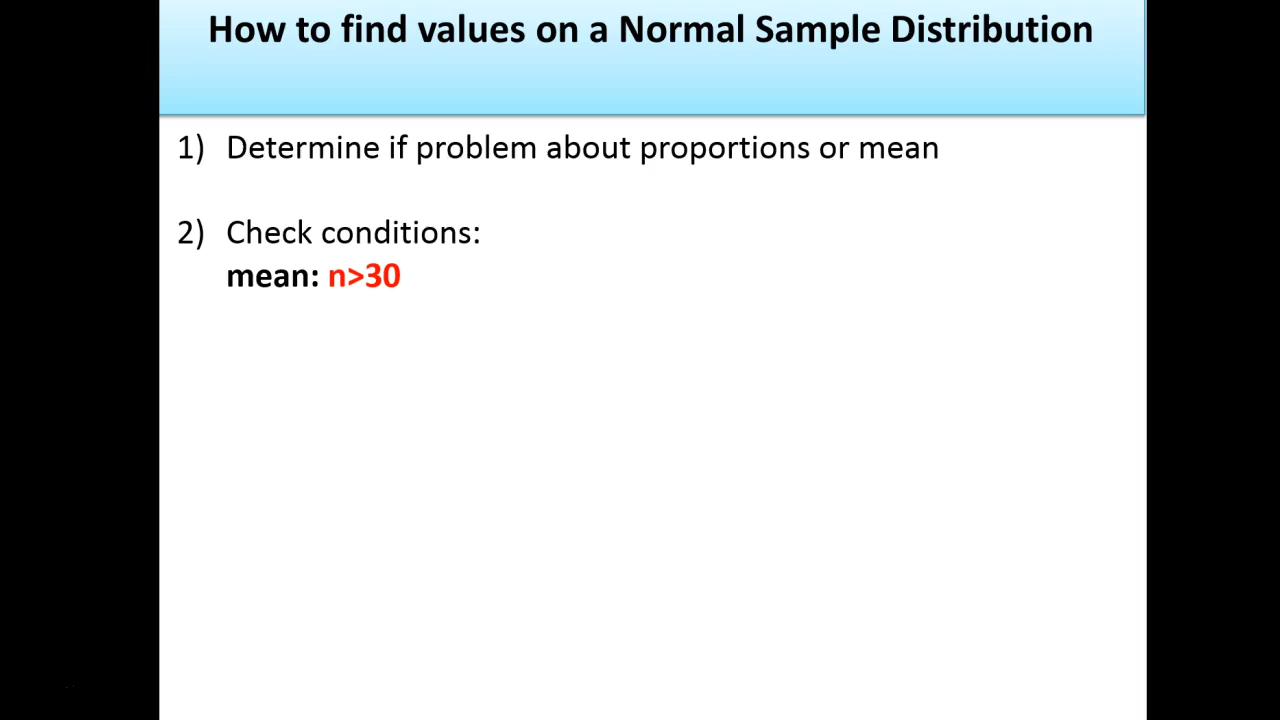 How to find values on a Normal Sample Distribution
1) Determine if problem about proportions or mean
2) Check conditions:
mean: n>30